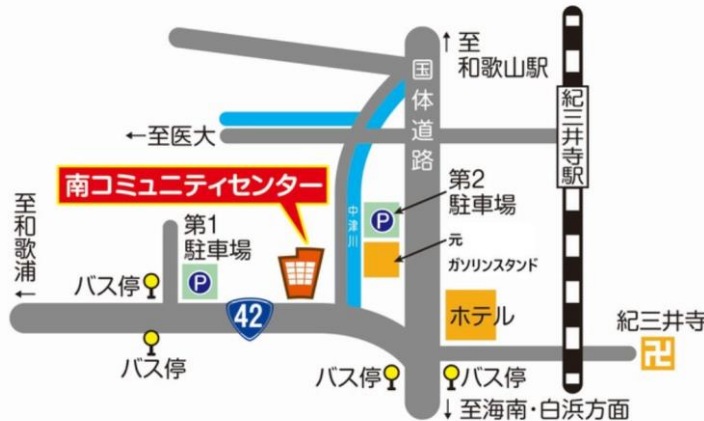 ↑至
和歌山駅
国体道路
紀三井寺駅
←至医大
南コミュニティセンター
第2
駐車場
P
中津川
元
ガソリンスタンド
至和歌浦
←
第1
駐車場
P
バス停
42
ホテル
紀三井寺
卍
バス停
バス停
バス停
↓至海南・白浜方面